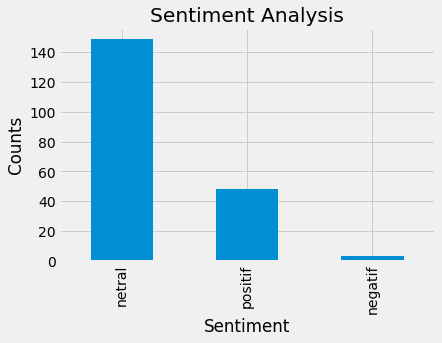 Sentiment Analysis
140
120
100
80
60
40
20
0
Counts
netral
positif
negatif
Sentiment